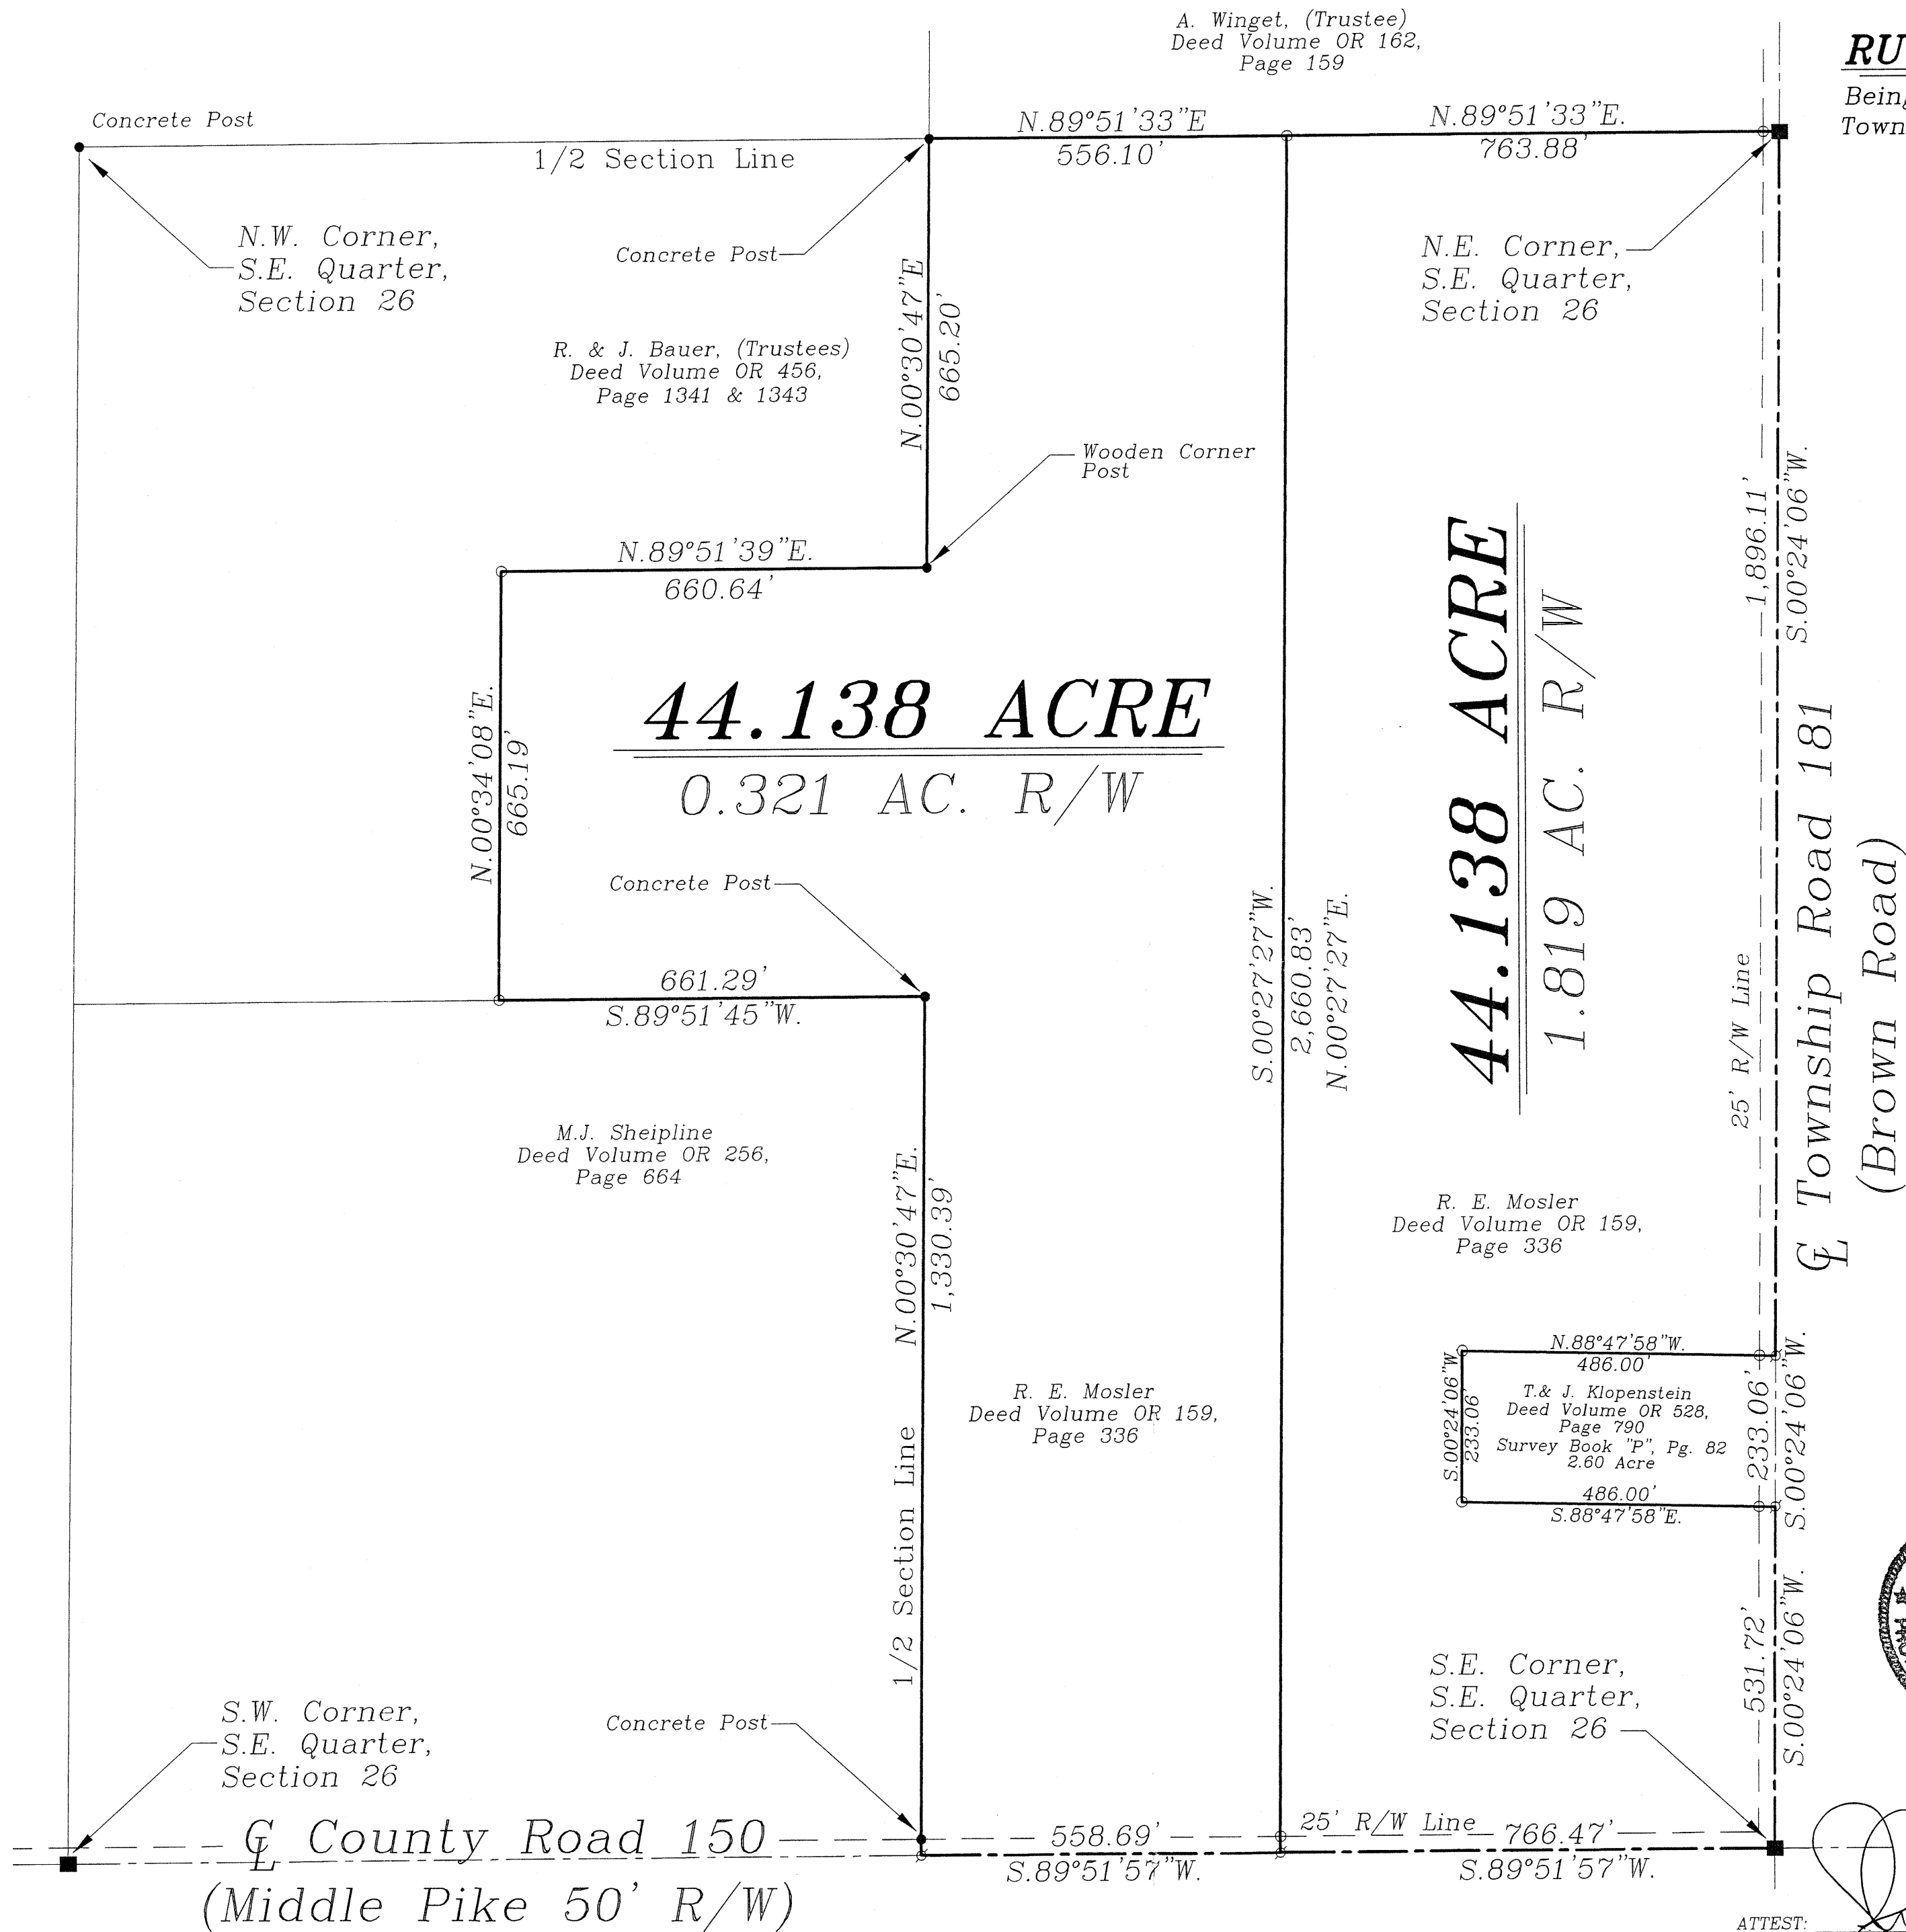 A. Winget, (Trustee)
Deed Volume OR 162,
Page 159
RU
Being
Town
Concrete Post
N.89°51'33"E
556.10'
N.89°51'33"E.
763.88'
1/2 Section Line
N.W. Corner,
S.E. Quarter,
Section 26
Concrete Post
N.E. Corner,
S.E. Quarter,
Section 26
N.00°30'47"E
665.20'
R. & J. Bauer, (Trustees)
Deed Volume OR 456,
Page 1341 & 1343
Wooden Corner
Post
1,896.11'
S.00°24'06"W.
N.89°51'39"E.
660.64'
44.138 ACRE
0.321 AC. R/W
44.138 ACRE
1.819 AC. R/W
N.00°34'08"E.
665.19'
Concrete Post
S.00°27'27"W.
2,660.83'
N.00°27'27"E.
25' R/W Line
℄ Township Road 181
(Brown Road)
661.29'
S.89°51'45"W.
M.J. Sheipline
Deed Volume OR 256,
Page 664
N.00°30'47"E.
1,330.39'
1/2 Section Line
R. E. Mosler
Deed Volume OR 159,
Page 336
R. E. Mosler
Deed Volume OR 159,
Page 336
N.88°47'58"W.
486.00'
S.00°24'06"W
233.06'
T.& J. Klopenstein
Deed Volume OR 528,
Page 790
Survey Book "P", Pg. 82
2.60 Acre
486.00'
S.88°47'58"E.
233.06'
S.00°24'06"W.
531.72'
S.00°24'06"W.
S.E. Corner,
S.E. Quarter,
Section 26
S.W. Corner,
S.E. Quarter,
Section 26
Concrete Post
℄ County Road 150
(Middle Pike 50' R/W)
558.69'
S.89°51'57"W.
25' R/W Line
766.47'
S.89°51'57"W.
ATTEST: